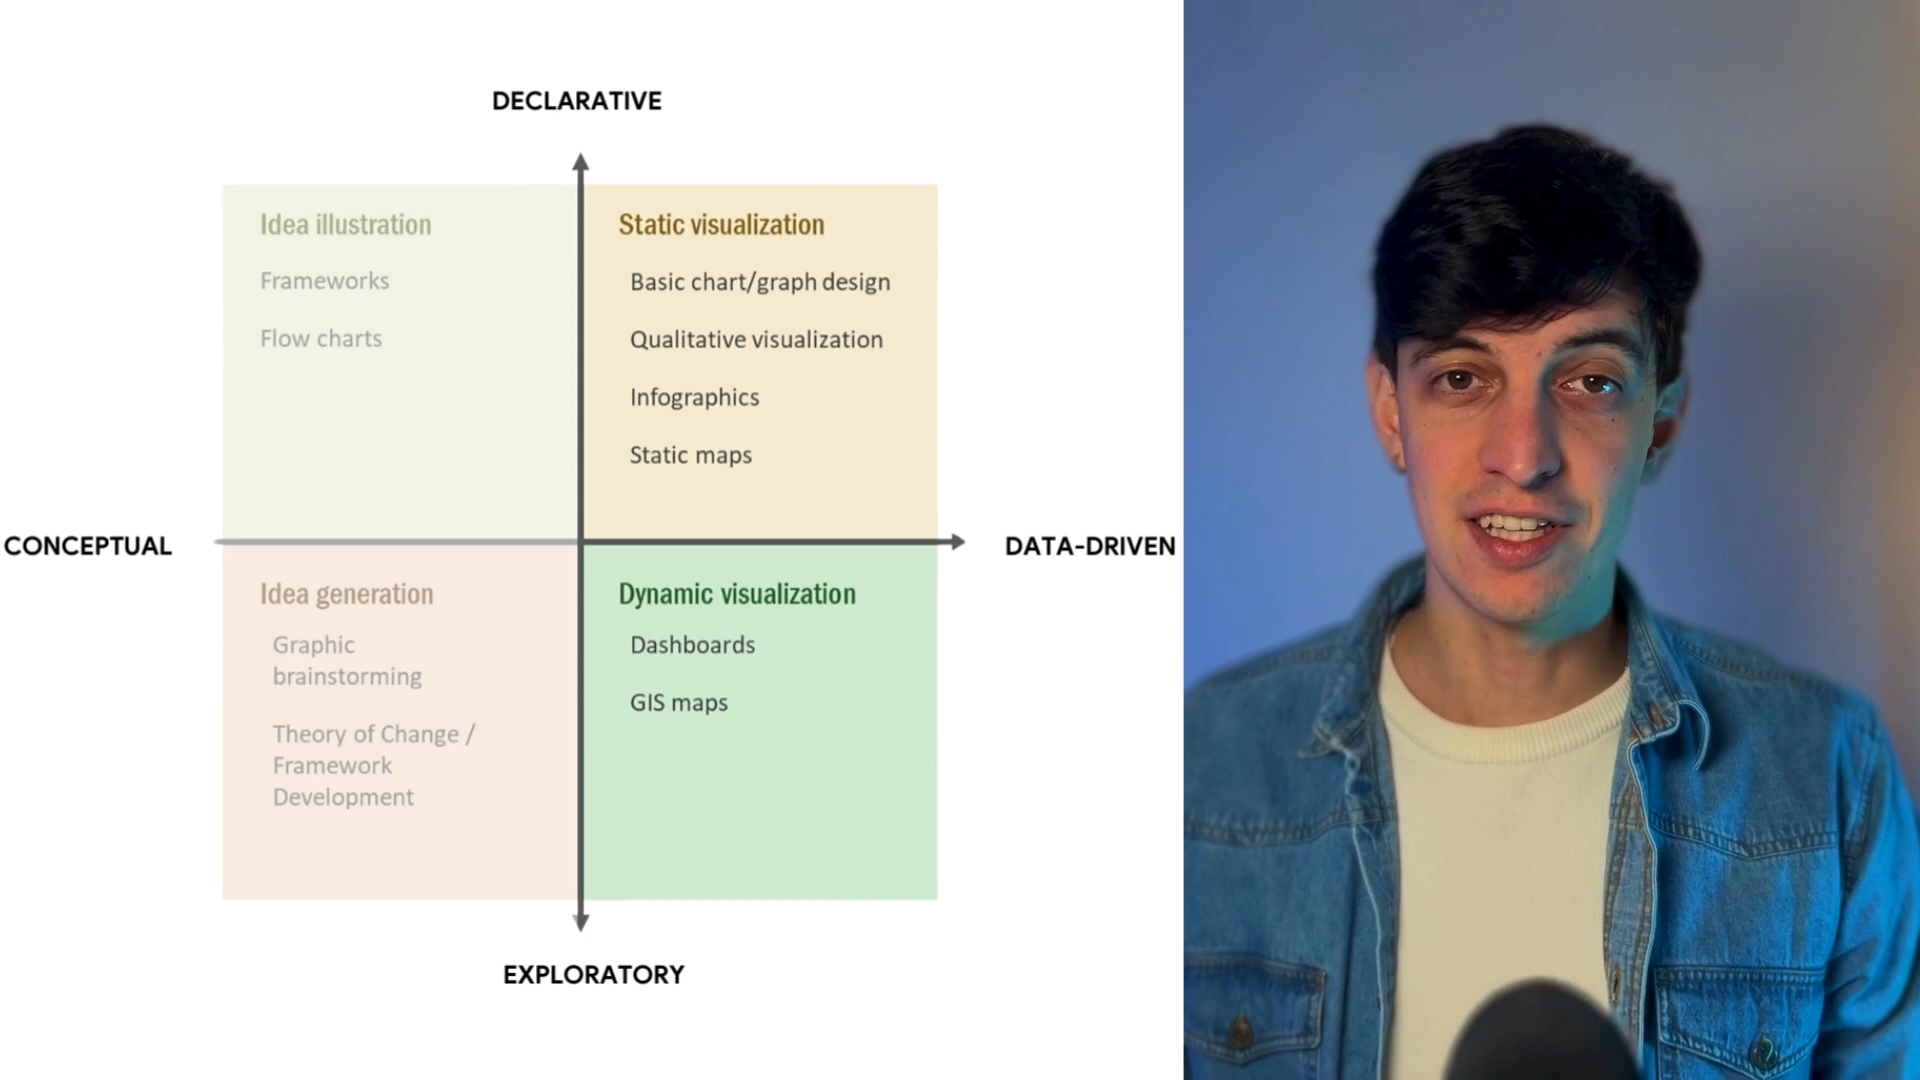 DECLARATIVE
Idea illustration
Frameworks
Flow charts
Static visualization
Basic chart/graph design
Qualitative visualization
Infographics
Static maps
CONCEPTUAL
DATA-DRIVEN
Idea generation
Graphic
brainstorming
Theory of Change /
Framework
Development
Dynamic visualization
Dashboards
GIS maps
EXPLORATORY